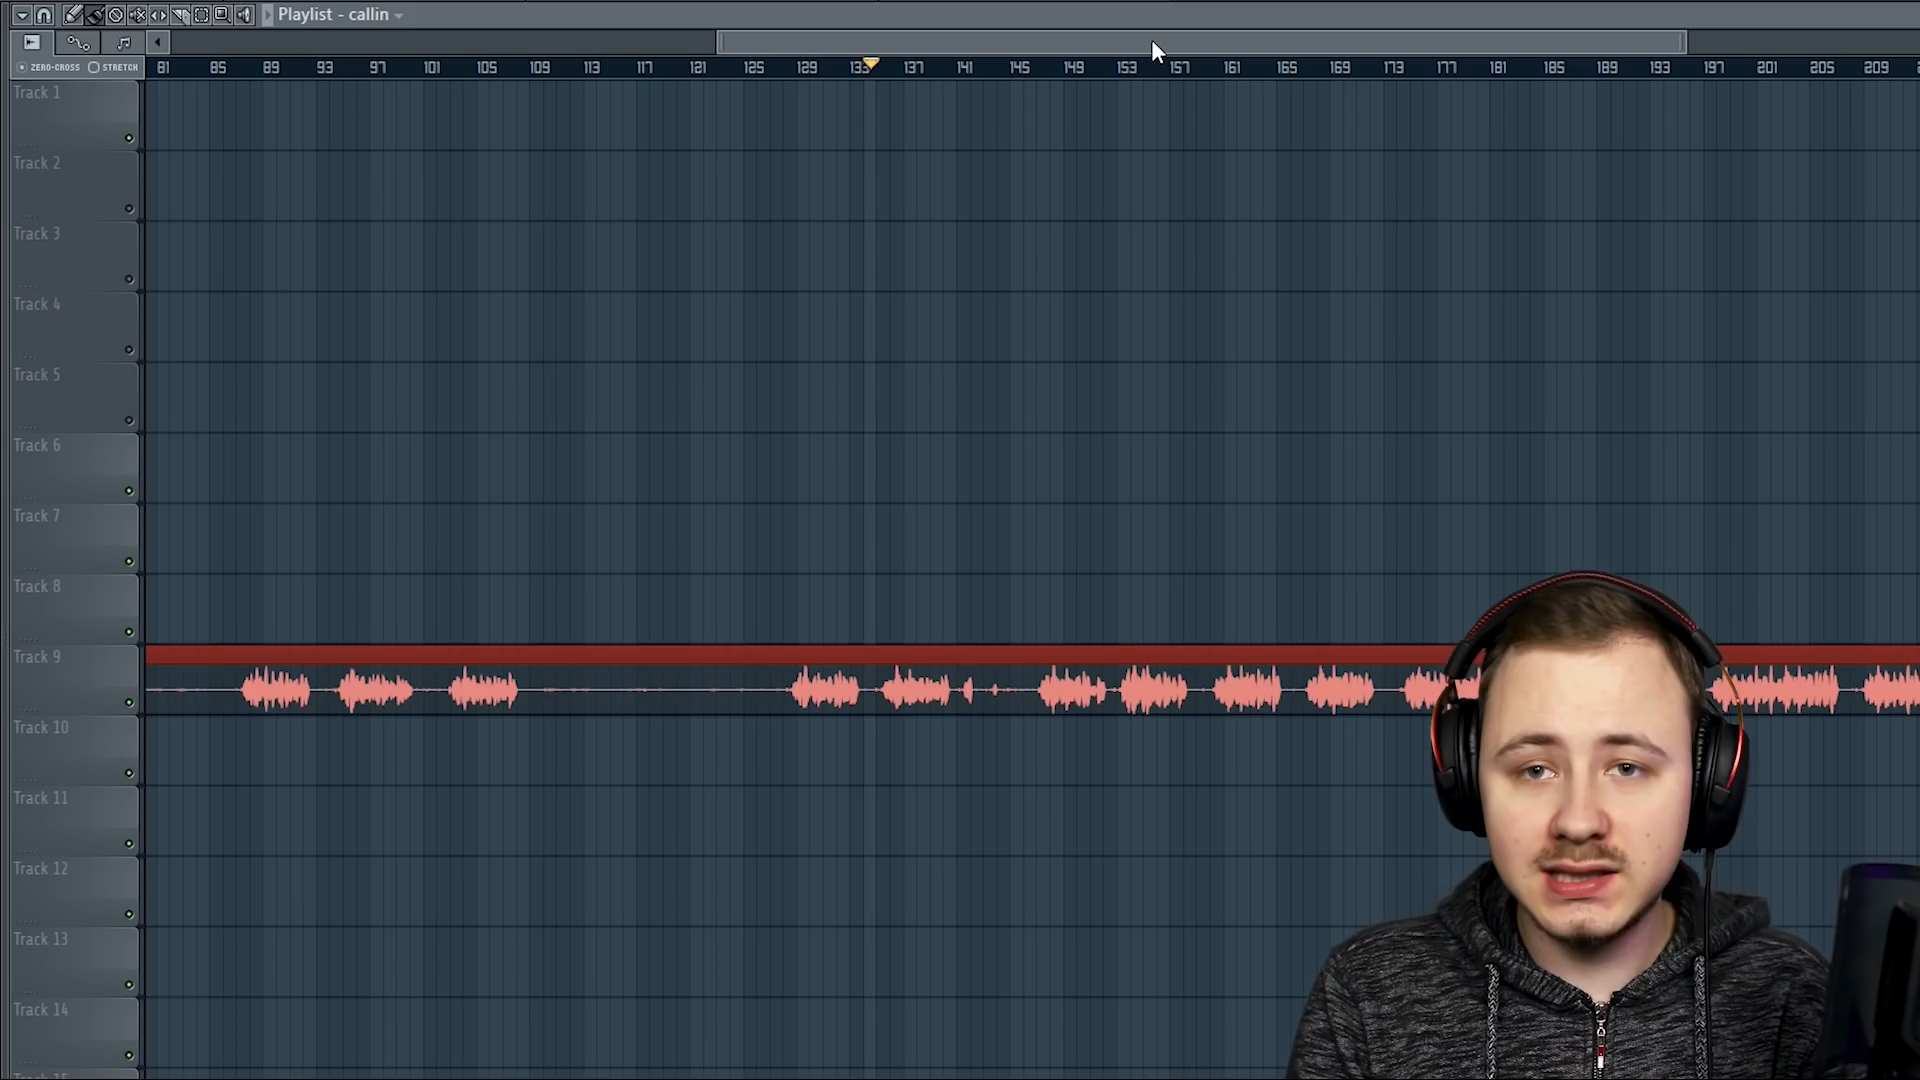 Playlist - callin
ZERO-CROSS STRETCH 81 85 89 93 97 101 105 109 113 117 121 125 129 133 137 141 145 149 153 157 161 165 169 173 177 181 185 189 193 197 201 205 209
Track 1
Track 2
Track 3
Track 4
Track 5
Track 6
Track 7
Track 8
Track 9
Track 10
Track 11
Track 12
Track 13
Track 14
Track 15